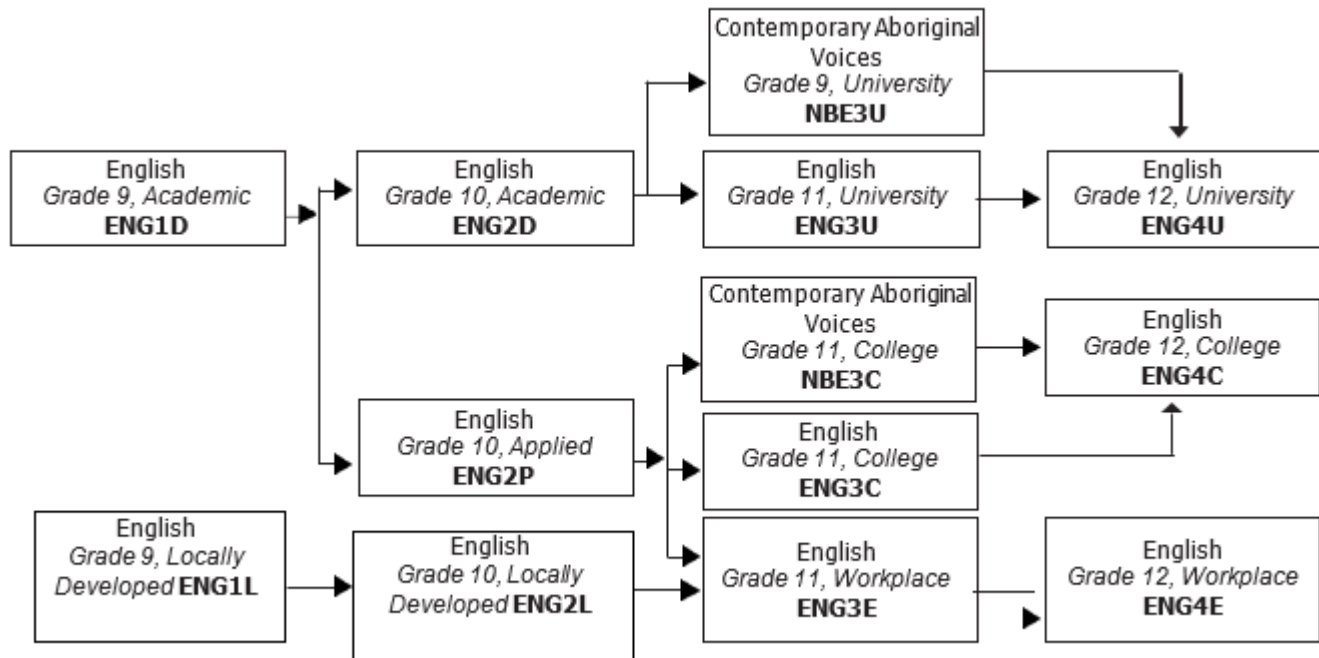 Contemporary Aboriginal
Voices
Grade 9, University
NBE3U
English
Grade 9, Academic
ENG1D
English
Grade 10, Academic
ENG2D
English
Grade 11, University
ENG3U
English
Grade 12, University
ENG4U
Contemporary Aboriginal
Voices
Grade 11, College
NBE3C
English
Grade 12, College
ENG4C
English
Grade 10, Applied
ENG2P
English
Grade 11, College
ENG3C
English
Grade 9, Locally
Developed ENG1L
English
Grade 10, Locally
Developed ENG2L
English
Grade 11, Workplace
ENG3E
English
Grade 12, Workplace
ENG4E